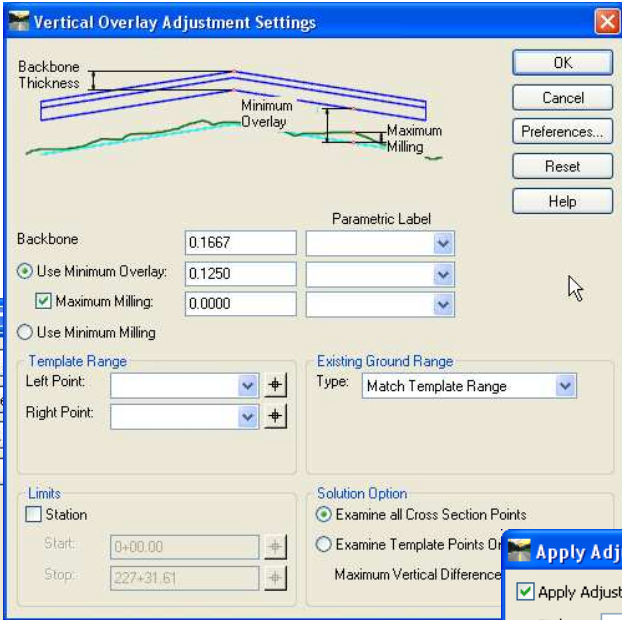 Vertical Overlay Adjustment Settings
Backbone
Thickness
Minimum
Overlay
Maximum
Milling
OK
Cancel
Preferences...
Reset
Help
Parametric Label
Backbone
0.1667
Use Minimum Overlay:
0.1250
Maximum Milling:
0.0000
Use Minimum Milling
Template Range
Left Point:
Right Point:
Existing Ground Range
Type:
Match Template Range
Limits
Station
Start:
0+00.00
Stop:
227+31.61
Solution Option
Examine all Cross Section Points
Examine Template Points
Maximum Vertical Difference
Apply Adj
Apply Adjust